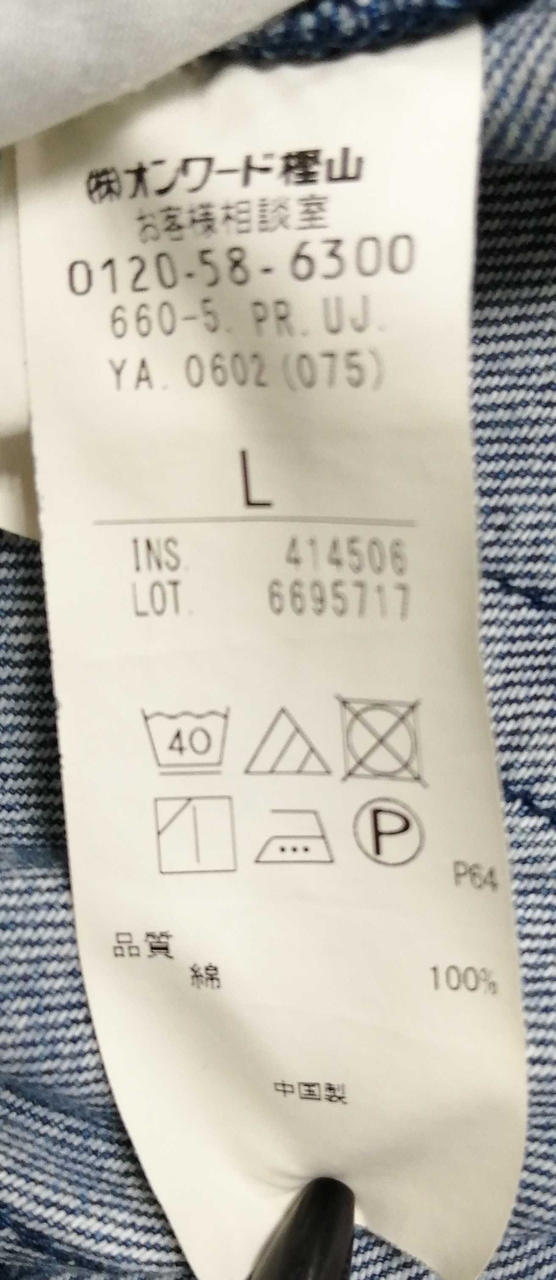 ㈱オンワード樫山
お客様相談室
0120-58-6300
660-5. PR. UJ.
YA. 0602 (075)
L
INS. 414506
LOT. 6695717
40
P
P64
品質
綿 100%
中国製